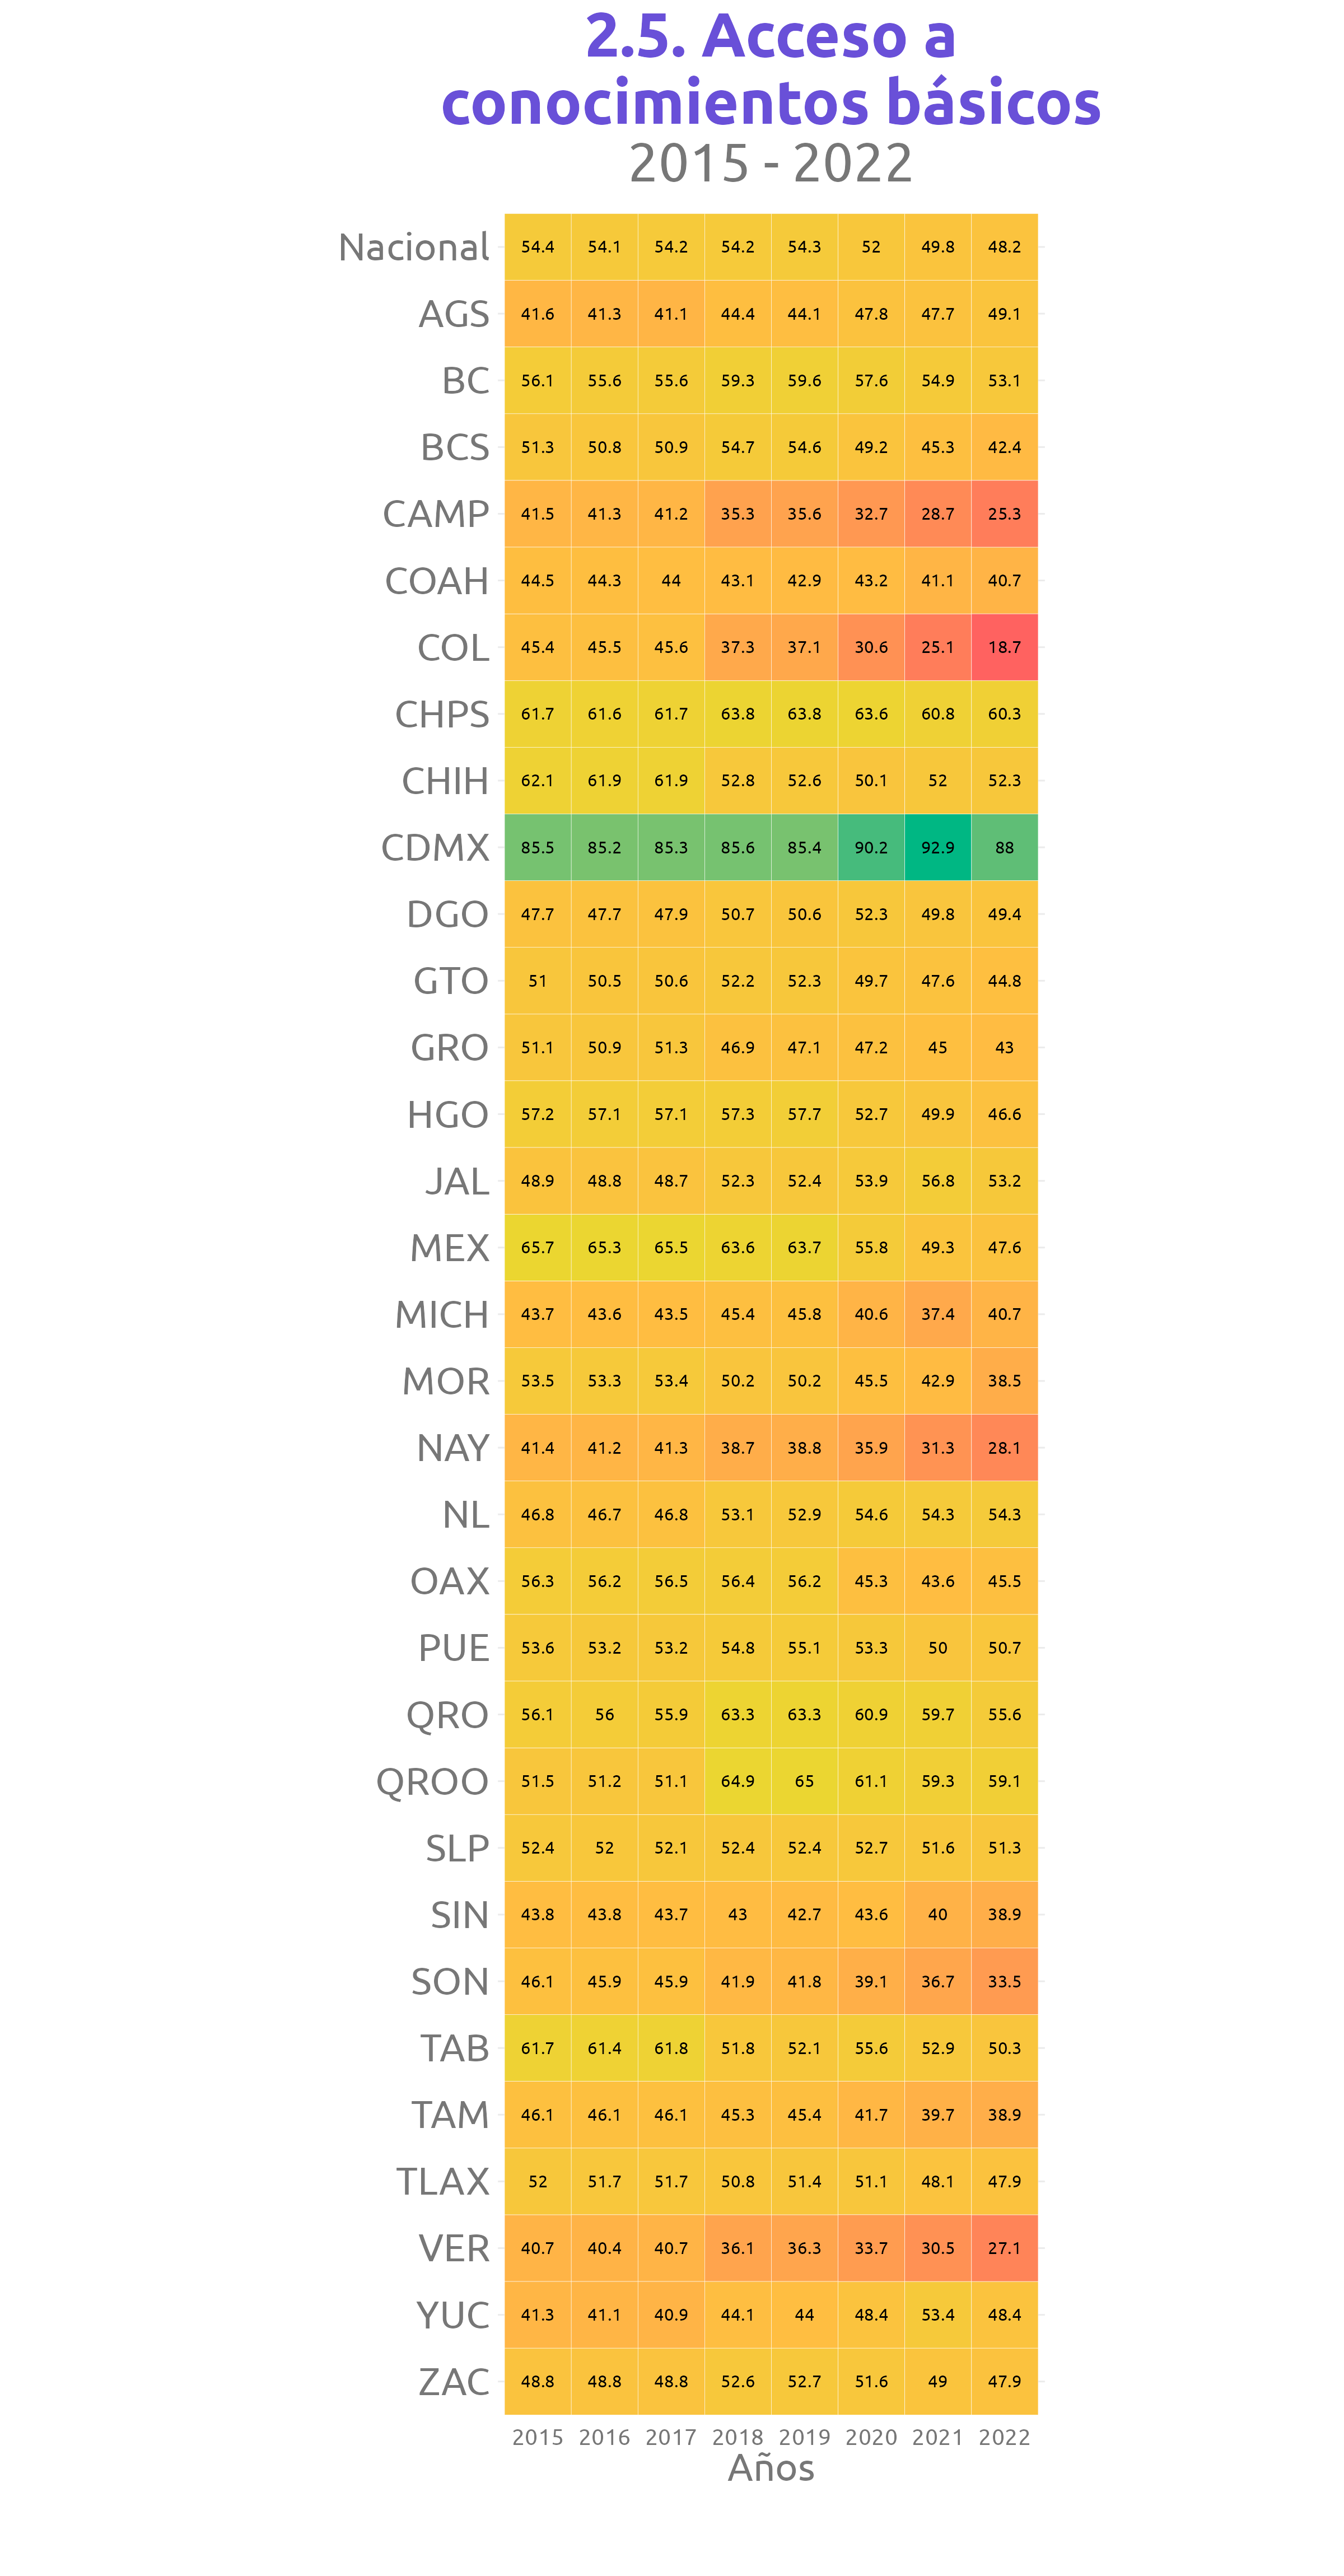 2.5. Acceso a
conocimientos básicos
2015 - 2022
Nacional 54.4 54.1 54.2 54.2 54.3 52 49.8 48.2
AGS 41.6 41.3 41.1 44.4 44.1 47.8 47.7 49.1
BC 56.1 55.6 55.6 59.3 59.6 57.6 54.9 53.1
BCS 51.3 50.8 50.9 54.7 54.6 49.2 45.3 42.4
CAMP 41.5 41.3 41.2 35.3 35.6 32.7 28.7 25.3
COAH 44.5 44.3 44 43.1 42.9 43.2 41.1 40.7
COL 45.4 45.5 45.6 37.3 37.1 30.6 25.1 18.7
CHPS 61.7 61.6 61.7 63.8 63.8 63.6 60.8 60.3
CHIH 62.1 61.9 61.9 52.8 52.6 50.1 52 52.3
CDMX 85.5 85.2 85.3 85.6 85.4 90.2 92.9 88
DGO 47.7 47.7 47.9 50.7 50.6 52.3 49.8 49.4
GTO 51 50.5 50.6 52.2 52.3 49.7 47.6 44.8
GRO 51.1 50.9 51.3 46.9 47.1 47.2 45 43
HGO 57.2 57.1 57.1 57.3 57.7 52.7 49.9 46.6
JAL 48.9 48.8 48.7 52.3 52.4 53.9 56.8 53.2
MEX 65.7 65.3 65.5 63.6 63.7 55.8 49.3 47.6
MICH 43.7 43.6 43.5 45.4 45.8 40.6 37.4 40.7
MOR 53.5 53.3 53.4 50.2 50.2 45.5 42.9 38.5
NAY 41.4 41.2 41.3 38.7 38.8 35.9 31.3 28.1
NL 46.8 46.7 46.8 53.1 52.9 54.6 54.3 54.3
OAX 56.3 56.2 56.5 56.4 56.2 45.3 43.6 45.5
PUE 53.6 53.2 53.2 54.8 55.1 53.3 50 50.7
QRO 56.1 56 55.9 63.3 63.3 60.9 59.7 55.6
QROO 51.5 51.2 51.1 64.9 65 61.1 59.3 59.1
SLP 52.4 52 52.1 52.4 52.4 52.7 51.6 51.3
SIN 43.8 43.8 43.7 43 42.7 43.6 40 38.9
SON 46.1 45.9 45.9 41.9 41.8 39.1 36.7 33.5
TAB 61.7 61.4 61.8 51.8 52.1 55.6 52.9 50.3
TAM 46.1 46.1 46.1 45.3 45.4 41.7 39.7 38.9
TLAX 52 51.7 51.7 50.8 51.4 51.1 48.1 47.9
VER 40.7 40.4 40.7 36.1 36.3 33.7 30.5 27.1
YUC 41.3 41.1 40.9 44.1 44 48.4 53.4 48.4
ZAC 48.8 48.8 48.8 52.6 52.7 51.6 49 47.9
2015 2016 2017 2018 2019 2020 2021 2022
Años